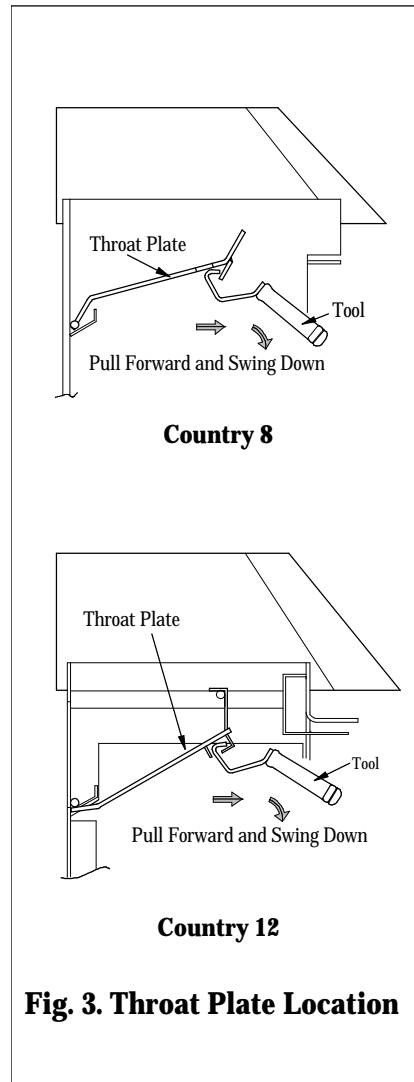 Throat Plate
Tool
Pull Forward and Swing Down
Country 8
Throat Plate
Tool
Pull Forward and Swing Down
Country 12
Fig. 3. Throat Plate Location